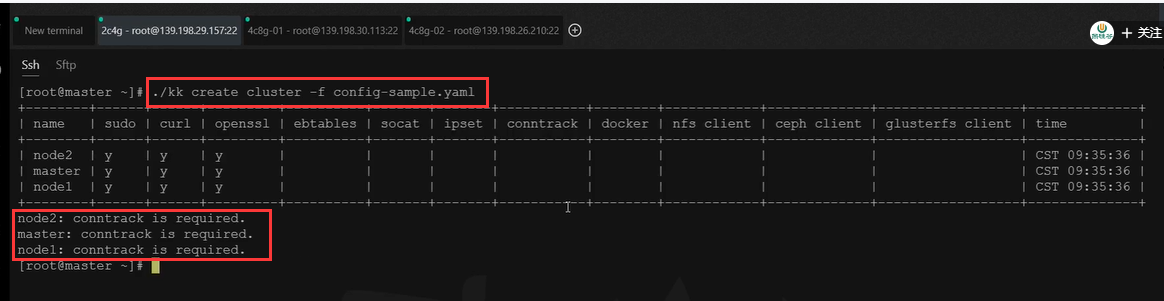 New terminal 2c4g - root@139.198.29.157:22 4c8g-01 - root@139.198.30.113:22 4c8g-02 - root@139.198.26.210:22
+ 关注
Ssh Sftp
[root@master ~]# ./kk create cluster -f config-sample.yaml
| name | sudo | curl | openssl | ebtables | socat | ipset | conntrack | docker | nfs client | ceph client | glusterfs client | time |
| node2 | y | y | y | | | | | | | | | CST 09:35:36 |
| master | y | y | y | | | | | | | | | CST 09:35:36 |
| node1 | y | y | y | | | | | | | | | CST 09:35:36 |
node2: conntrack is required.
master: conntrack is required.
node1: conntrack is required.
[root@master ~]#